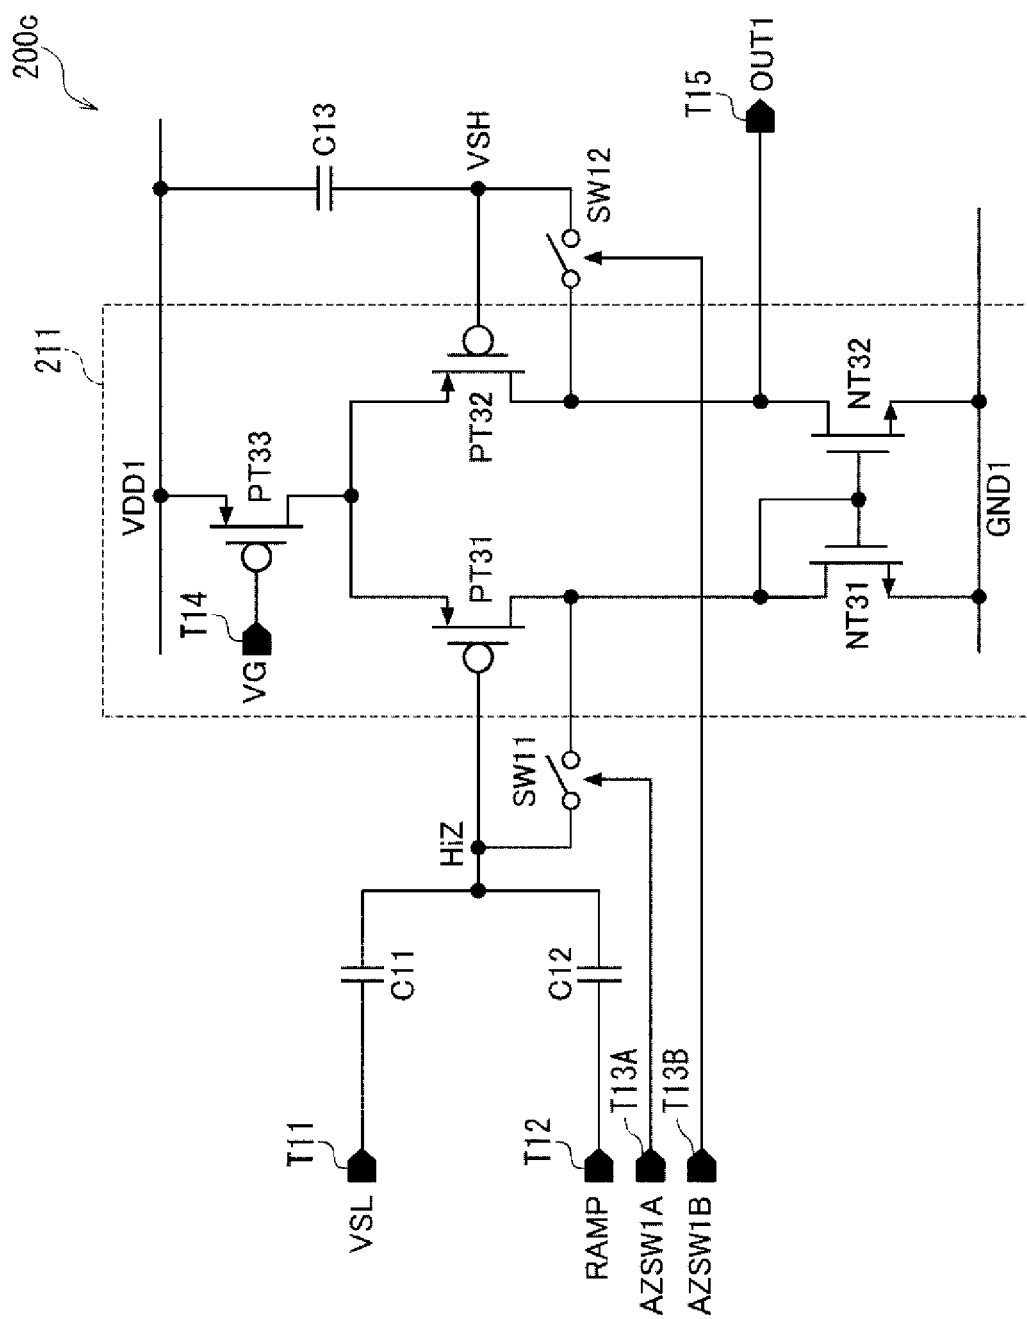 200c
C13
VSH
SW12
T15
OUT1
211
VDD1
PT33
T14
VG
PT32
PT31
NT32
NT31
GND1
SW11
HiZ
C11
C12
T11
VSL
T12
RAMP
T13A
AZSW1A
T13B
AZSW1B